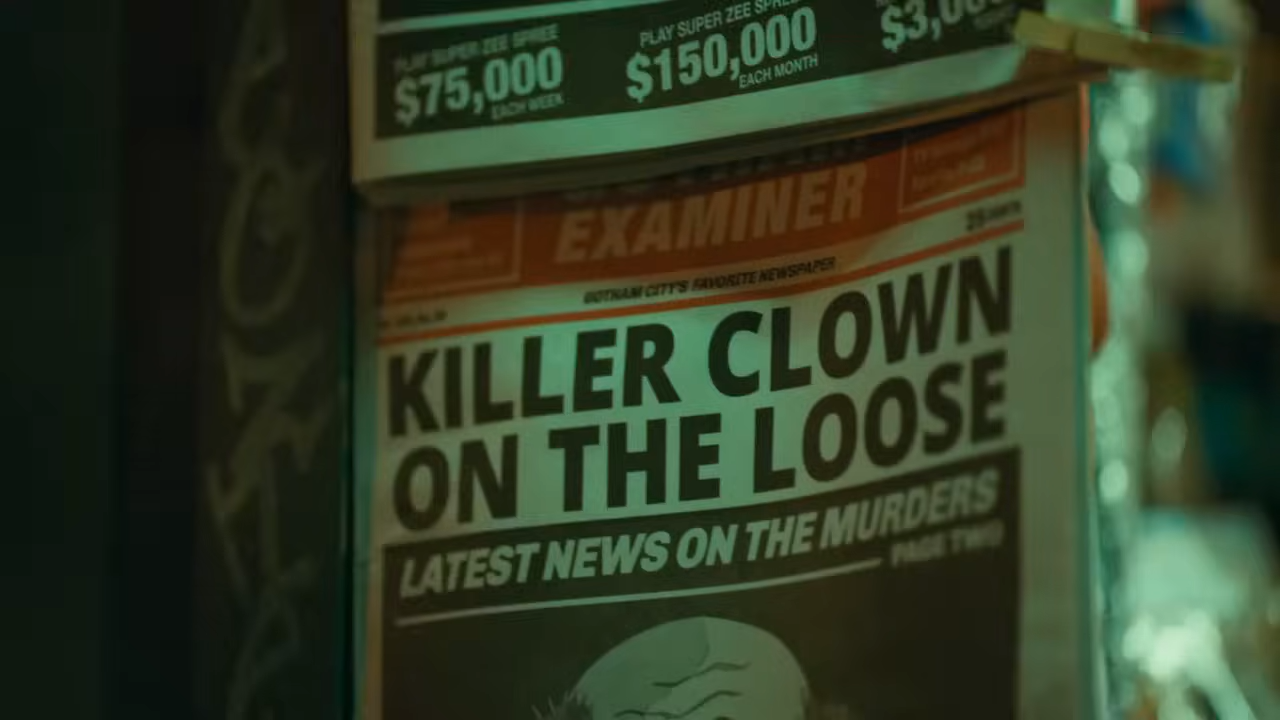 PLAY SUPER ZEE SPREE
$75,000
EACH WEEK
PLAY SUPER ZEE SPREE
$150,000
EACH MONTH
EXAMINER
GOTHAM CITY'S FAVORITE NEWSPAPER
KILLER CLOWN
ON THE LOOSE
LATEST NEWS ON THE MURDERS
PAGE TWO